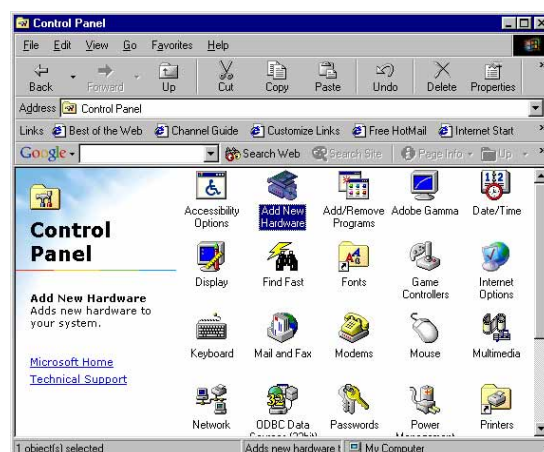 Control Panel
File Edit View Go Favorites Help
Back Forward Up Cut Copy Paste Undo Delete Properties
Address Control Panel
Links Best of the Web Channel Guide Customize Links Free HotMail Internet Start
Google Search Web Search Site Page Info Up
Control
Panel
Add New Hardware
Adds new hardware to
your system.
Microsoft Home
Technical Support
Accessibility
Options
Add New
Hardware
Add/Remove
Programs
Adobe Gamma
Date/Time
Display
Find Fast
Fonts
Game
Controllers
Internet
Options
Keyboard
Mail and Fax
Modems
Mouse
Multimedia
Network
ODBC Data
Passwords
Power
Printers
1 object(s) selected Adds new hardware t My Computer